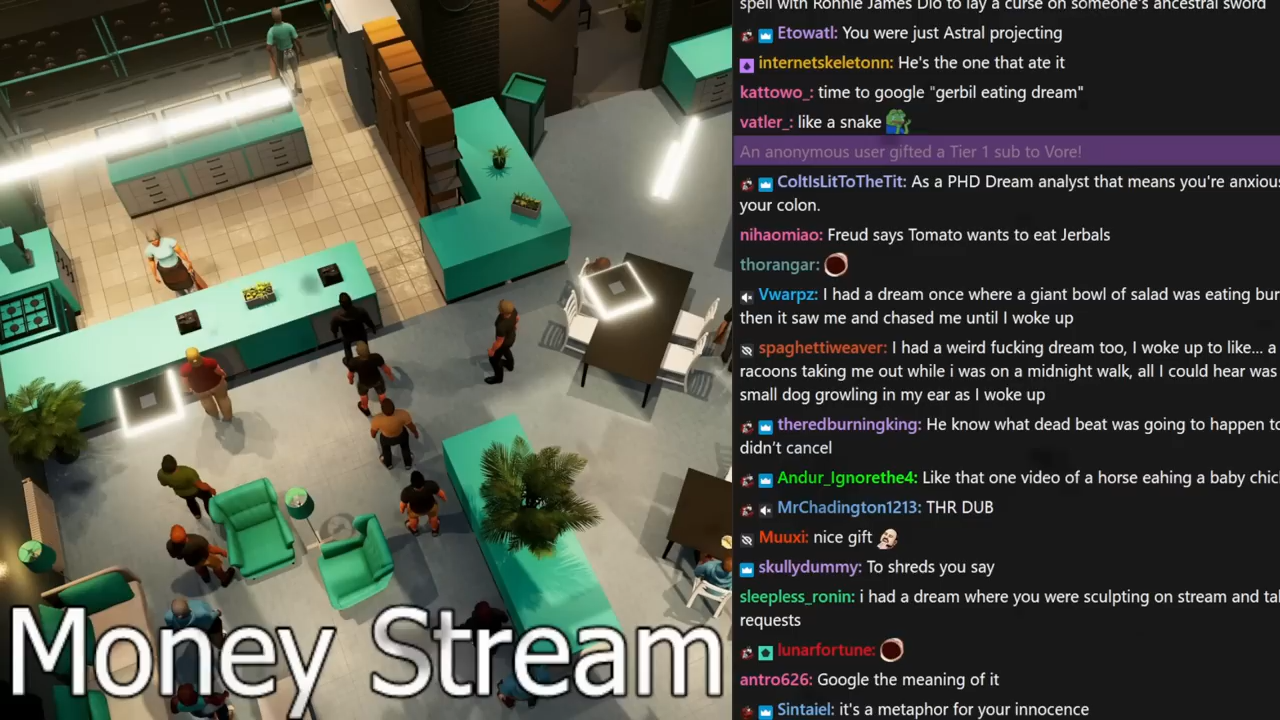 spell with Ronnie James Dio to lay a curse on someone's ancestral sword
Etowatl: You were just Astral projecting
internetskeletonn: He's the one that ate it
kattowo_: time to google "gerbil eating dream"
vatler_: like a snake
An anonymous user gifted a Tier 1 sub to Vore!
ColtIsLitToTheTit: As a PHD Dream analyst that means you're anxious
your colon.
nihaomiao: Freud says Tomato wants to eat Jerbals
thorangar:
Vwarpz: I had a dream once where a giant bowl of salad was eating bur
then it saw me and chased me until I woke up
spaghettiweaver: I had a weird fucking dream too, I woke up to like... a
racoons taking me out while i was on a midnight walk, all I could hear was
small dog growling in my ear as I woke up
theredburningking: He know what dead beat was going to happen to
didn't cancel
Andur_Ignorethe4: Like that one video of a horse eahing a baby chic
MrChadington1213: THR DUB
Muuxi: nice gift
skullydummy: To shreds you say
sleepless_ronin: i had a dream where you were sculpting on stream and tal
requests
lunarfortune:
antro626: Google the meaning of it
Sintaiel: it's a metaphor for your innocence
Money Stream